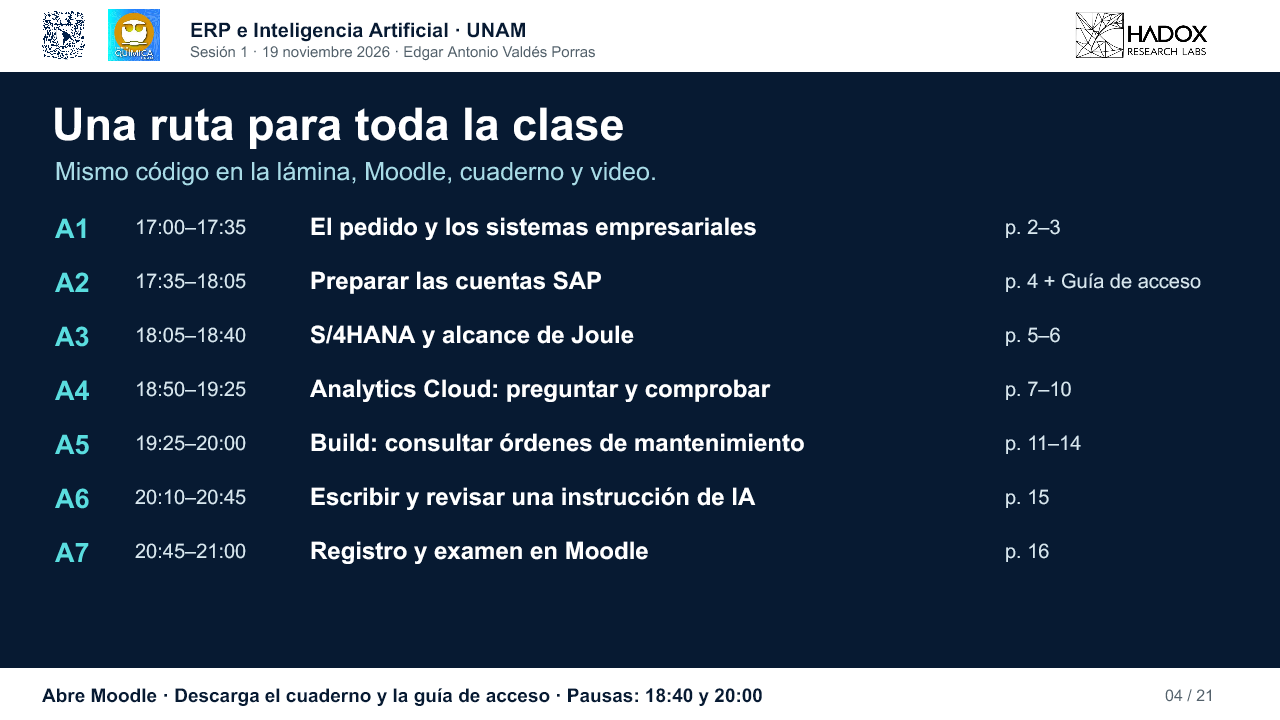 QUÍMICA
ERP e Inteligencia Artificial · UNAM
Sesión 1 · 19 noviembre 2026 · Edgar Antonio Valdés Porras
HADOX
RESEARCH LABS
Una ruta para toda la clase
Mismo código en la lámina, Moodle, cuaderno y video.
A1 17:00–17:35 El pedido y los sistemas empresariales p. 2–3
A2 17:35–18:05 Preparar las cuentas SAP p. 4 + Guía de acceso
A3 18:05–18:40 S/4HANA y alcance de Joule p. 5–6
A4 18:50–19:25 Analytics Cloud: preguntar y comprobar p. 7–10
A5 19:25–20:00 Build: consultar órdenes de mantenimiento p. 11–14
A6 20:10–20:45 Escribir y revisar una instrucción de IA p. 15
A7 20:45–21:00 Registro y examen en Moodle p. 16
Abre Moodle · Descarga el cuaderno y la guía de acceso · Pausas: 18:40 y 20:00
04 / 21